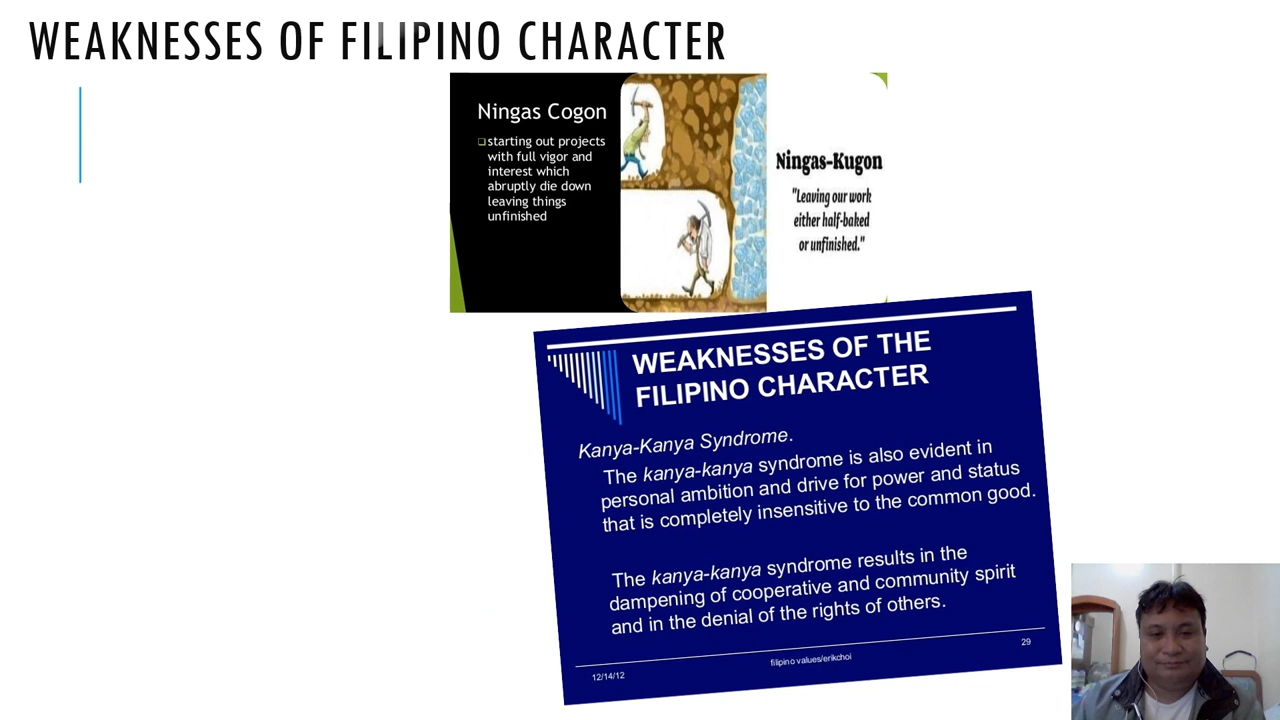 WEAKNESSES OF FILIPINO CHARACTER
Ningas Cogon
starting out projects
with full vigor and
interest which
abruptly die down
leaving things
unfinished
Ningas-Kugon
"Leaving our work
either half-baked
or unfinished."
WEAKNESSES OF THE
FILIPINO CHARACTER
Kanya-Kanya Syndrome.
The kanya-kanya syndrome is also evident in
personal ambition and drive for power and status
that is completely insensitive to the common good.
The kanya-kanya syndrome results in the
dampening of cooperative and community spirit
and in the denial of the rights of others.
12/14/12
filipino values/erikchoi
29